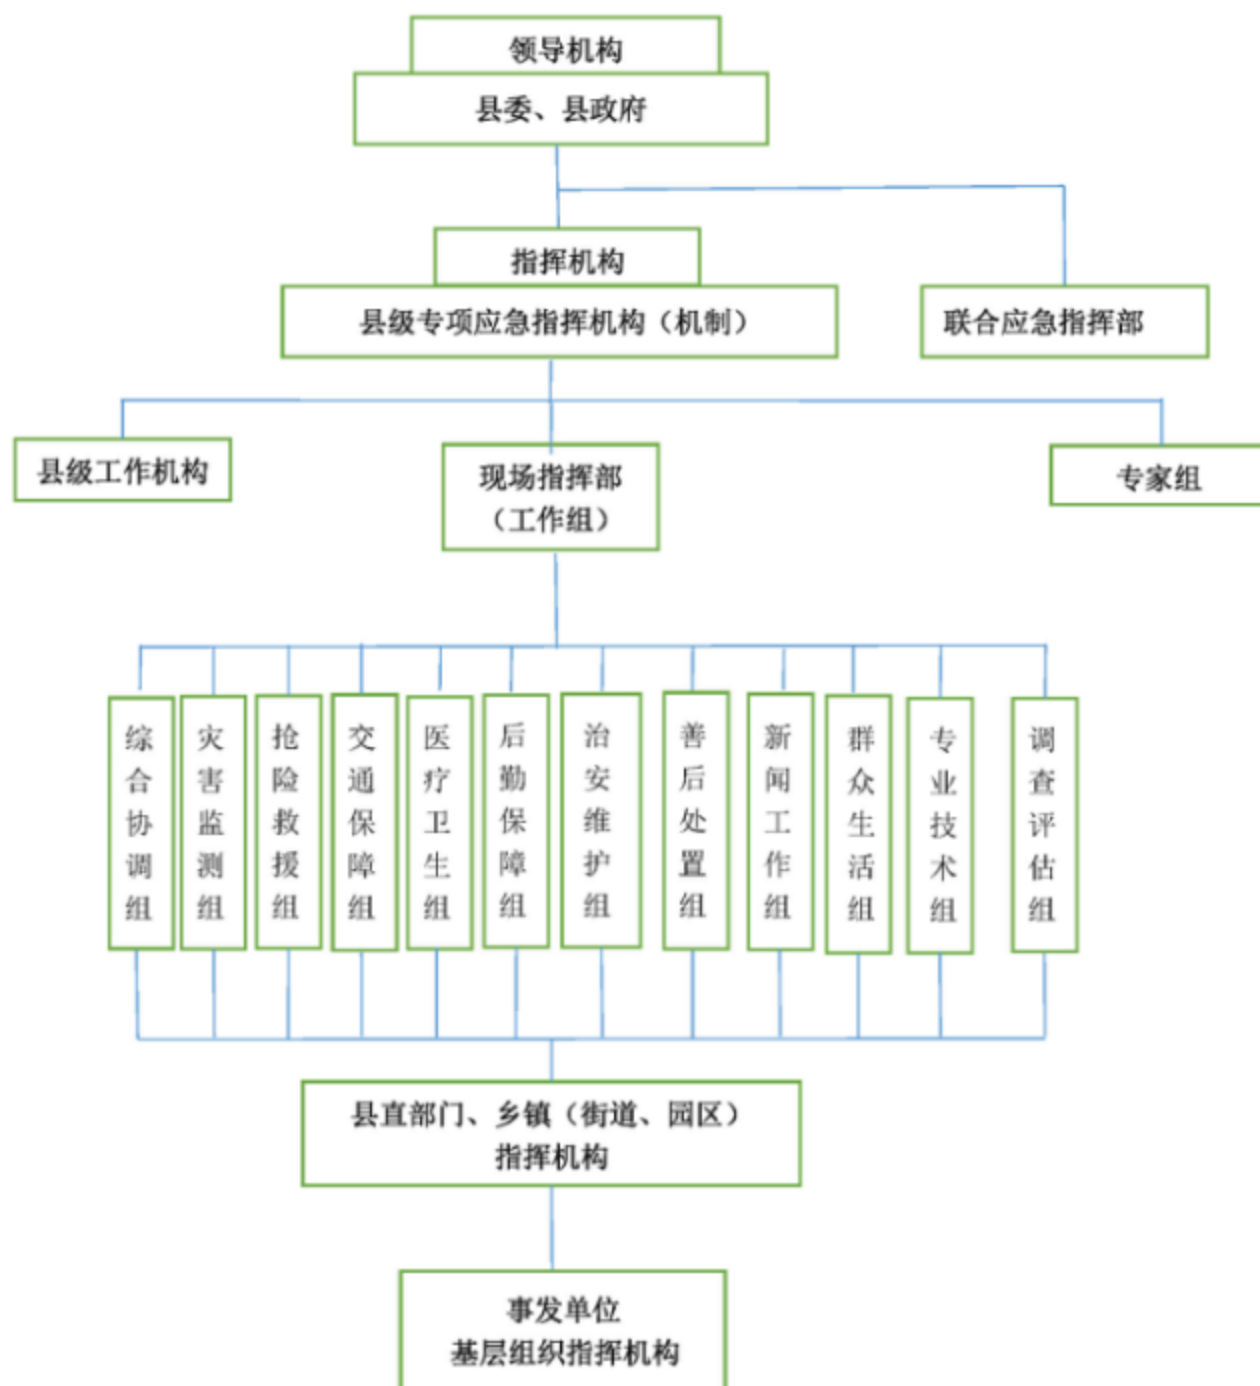 领导机构
县委、县政府
指挥机构
县级专项应急指挥机构（机制）
联合应急指挥部
县级工作机构
现场指挥部
（工作组）
专家组
综合协调组
灾害监测组
抢险救援组
交通保障组
医疗卫生组
后勤保障组
治安维护组
善后处置组
新闻工作组
群众生活组
专业技术组
调查评估组
县直部门、乡镇（街道、园区）
指挥机构
事发单位
基层组织指挥机构